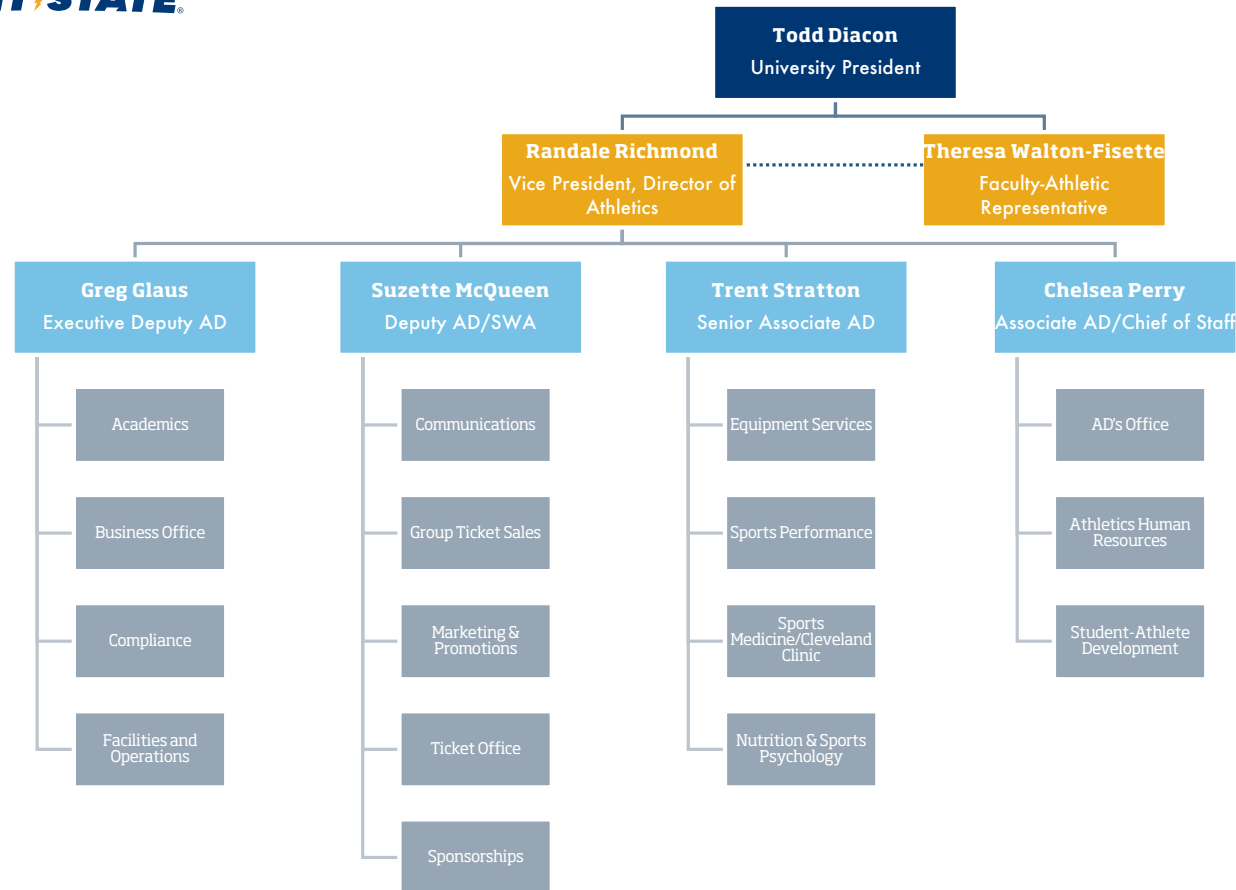 STATE
Todd Diacon
University President
Randale Richmond
Vice President, Director of
Athletics
Theresa Walton-Fisette
Faculty-Athletic
Representative
Greg Glaus
Executive Deputy AD
Suzette McQueen
Deputy AD/SWA
Trent Stratton
Senior Associate AD
Chelsea Perry
Associate AD/Chief of Staff
Academics
Business Office
Compliance
Facilities and
Operations
Communications
Group Ticket Sales
Marketing &
Promotions
Ticket Office
Sponsorships
Equipment Services
Sports Performance
Sports
Medicine/Cleveland
Clinic
Nutrition & Sports
Psychology
AD's Office
Athletics Human
Resources
Student-Athlete
Development